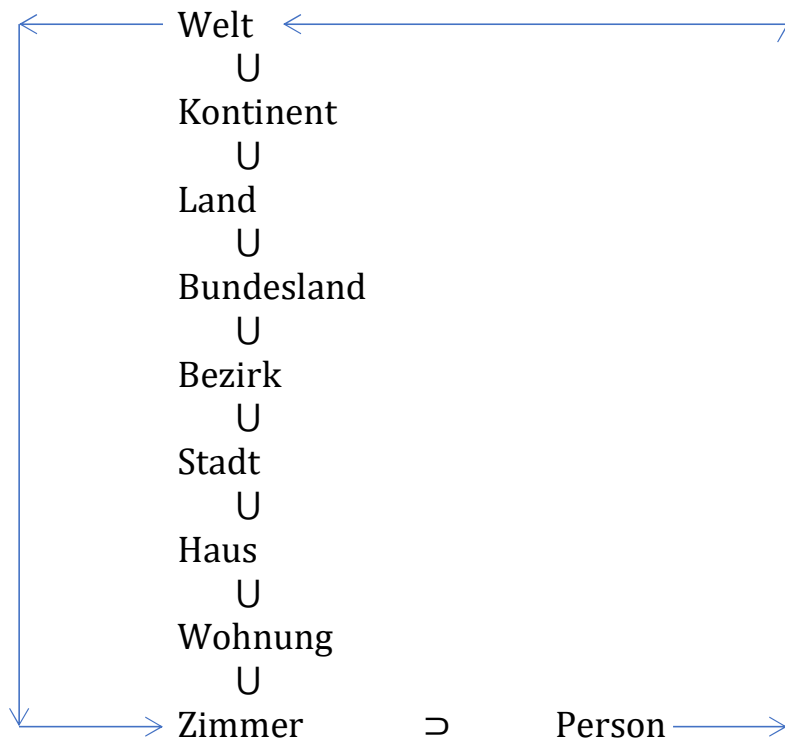 Welt
∪
Kontinent
∪
Land
∪
Bundesland
∪
Bezirk
∪
Stadt
∪
Haus
∪
Wohnung
∪
Zimmer ⊃ Person